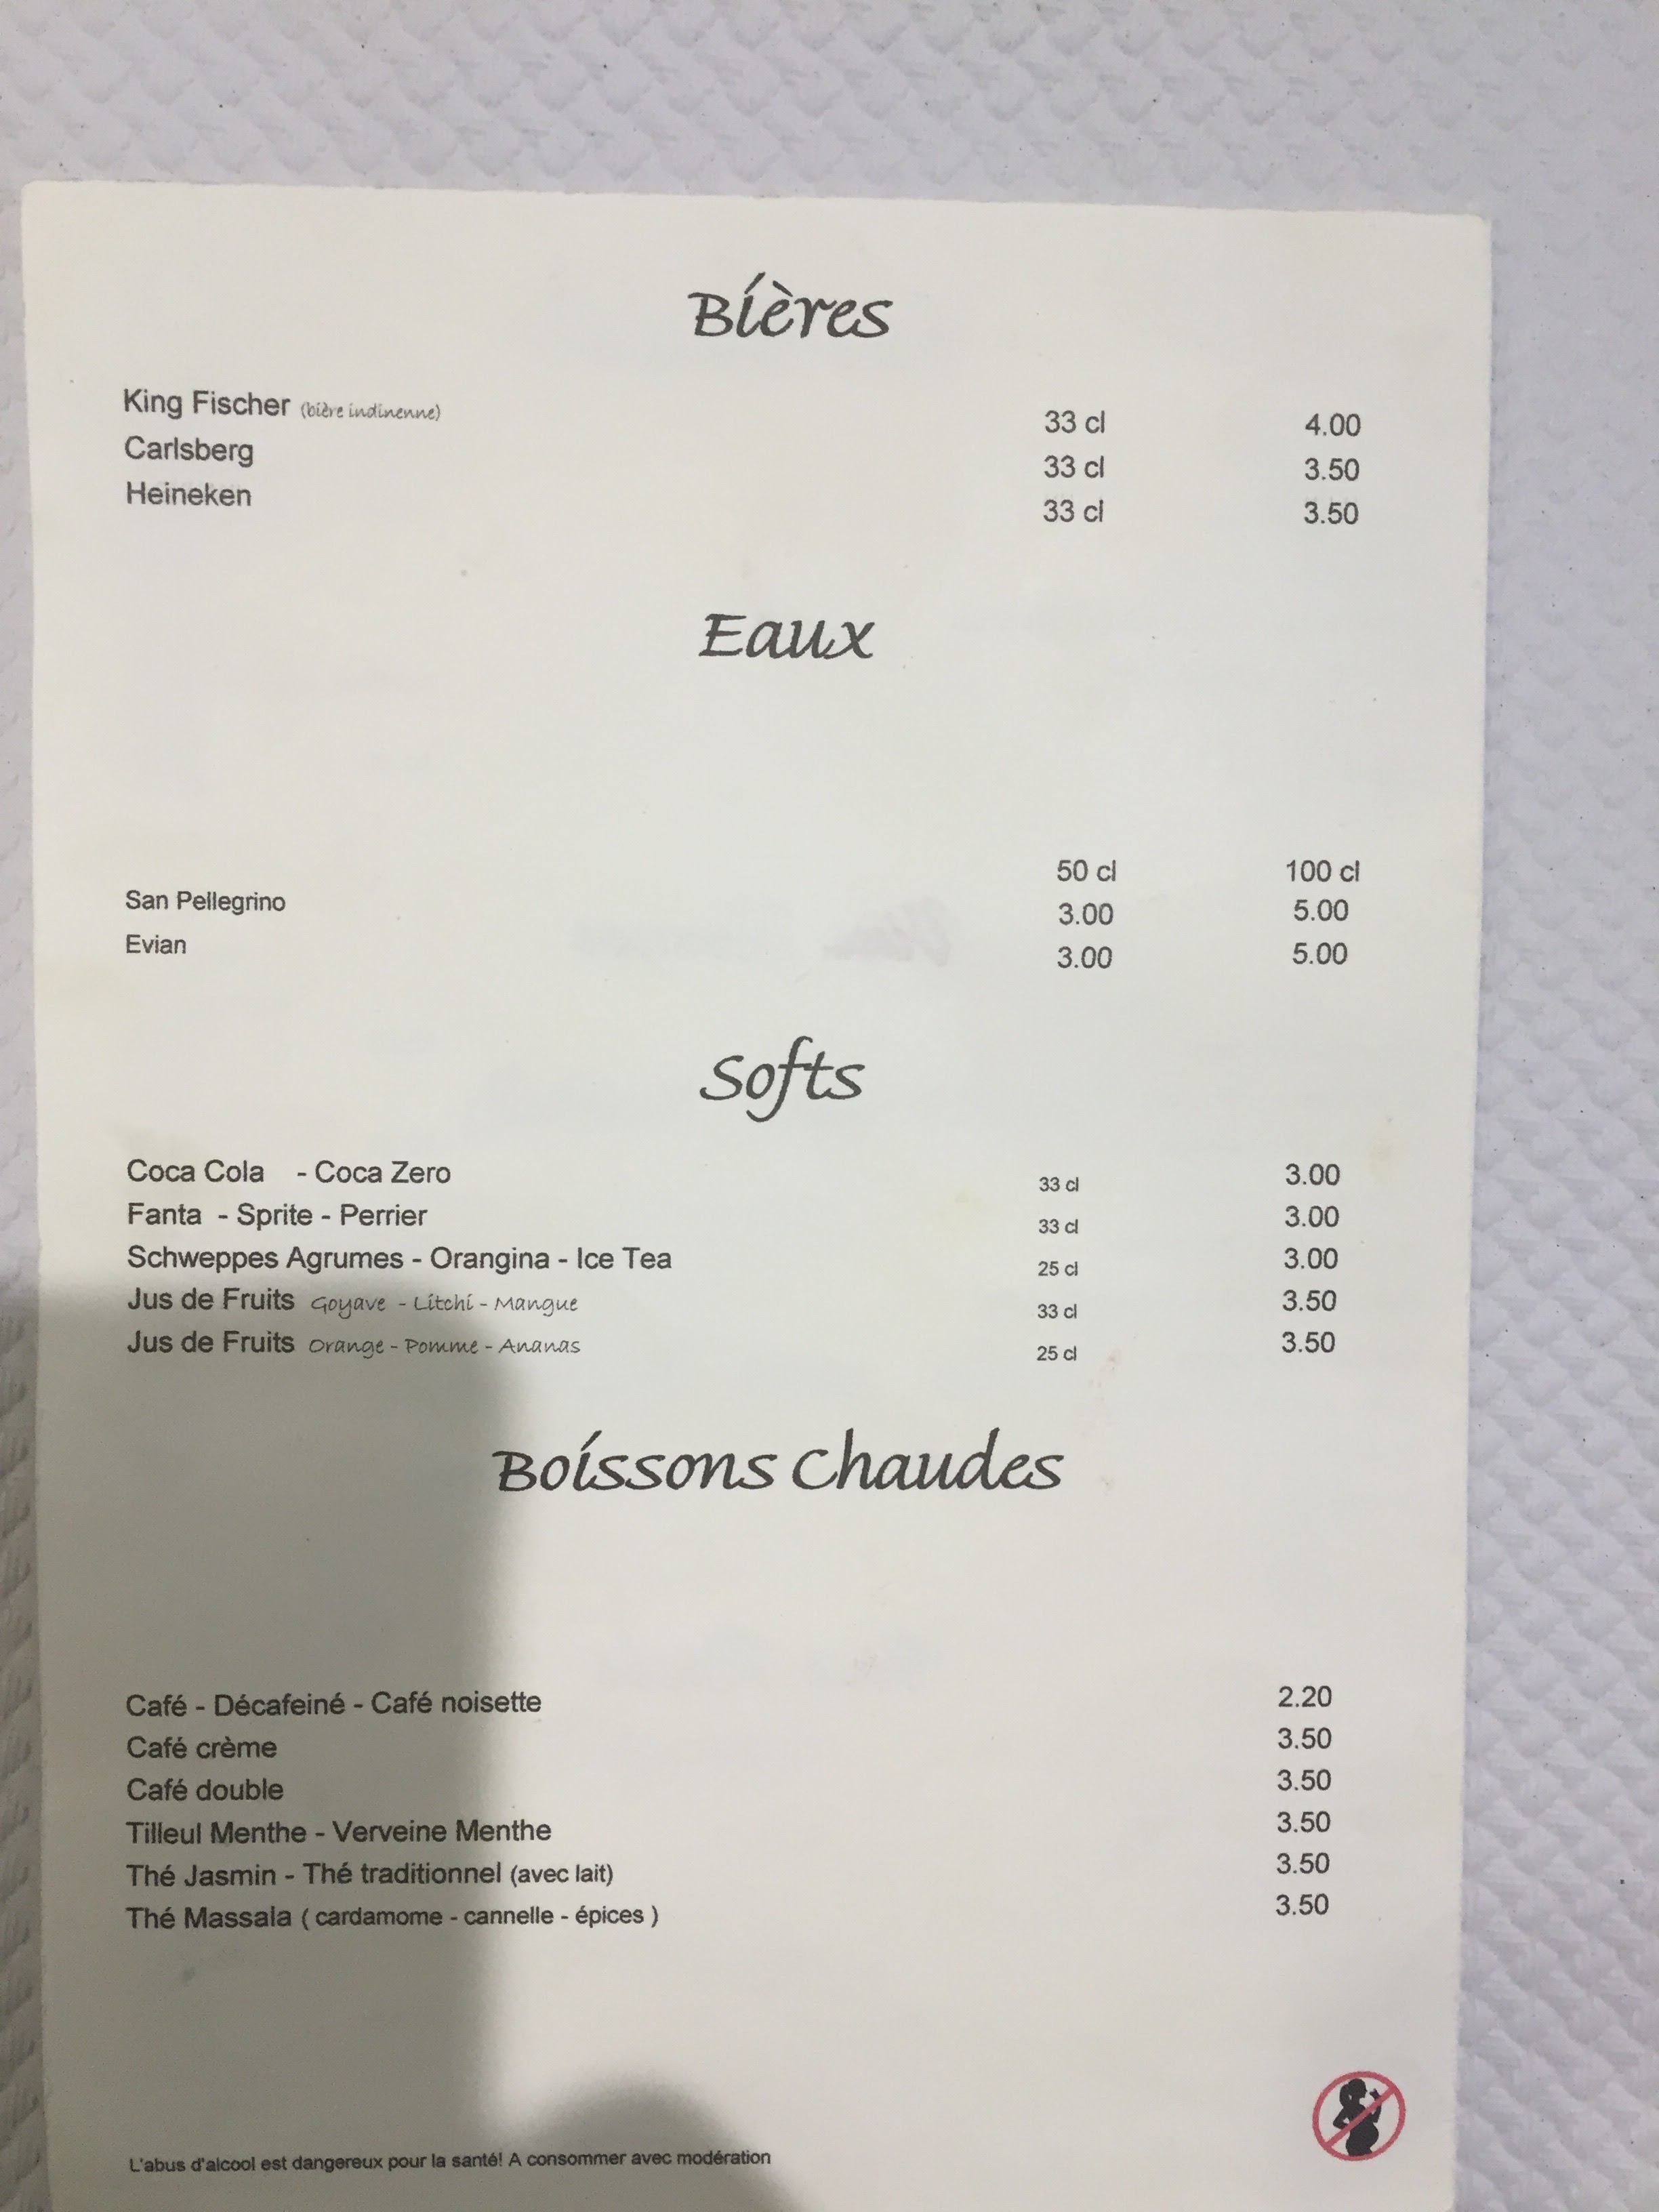 Bières
King Fischer (bière indinenne) 33 cl 4.00
Carlsberg 33 cl 3.50
Heineken 33 cl 3.50
Eaux
50 cl 100 cl
San Pellegrino 3.00 5.00
Evian 3.00 5.00
Softs
Coca Cola - Coca Zero 33 cl 3.00
Fanta - Sprite - Perrier 33 cl 3.00
Schweppes Agrumes - Orangina - Ice Tea 25 cl 3.00
Jus de Fruits Goyave - Litchi - Mangue 33 cl 3.50
Jus de Fruits Orange - Pomme - Ananas 25 cl 3.50
Boissons Chaudes
Café - Décafeiné - Café noisette 2.20
Café crème 3.50
Café double 3.50
Tilleul Menthe - Verveine Menthe 3.50
Thé Jasmin - Thé traditionnel (avec lait) 3.50
Thé Massala ( cardamome - cannelle - épices ) 3.50
L'abus d'alcool est dangereux pour la santé! A consommer avec modération